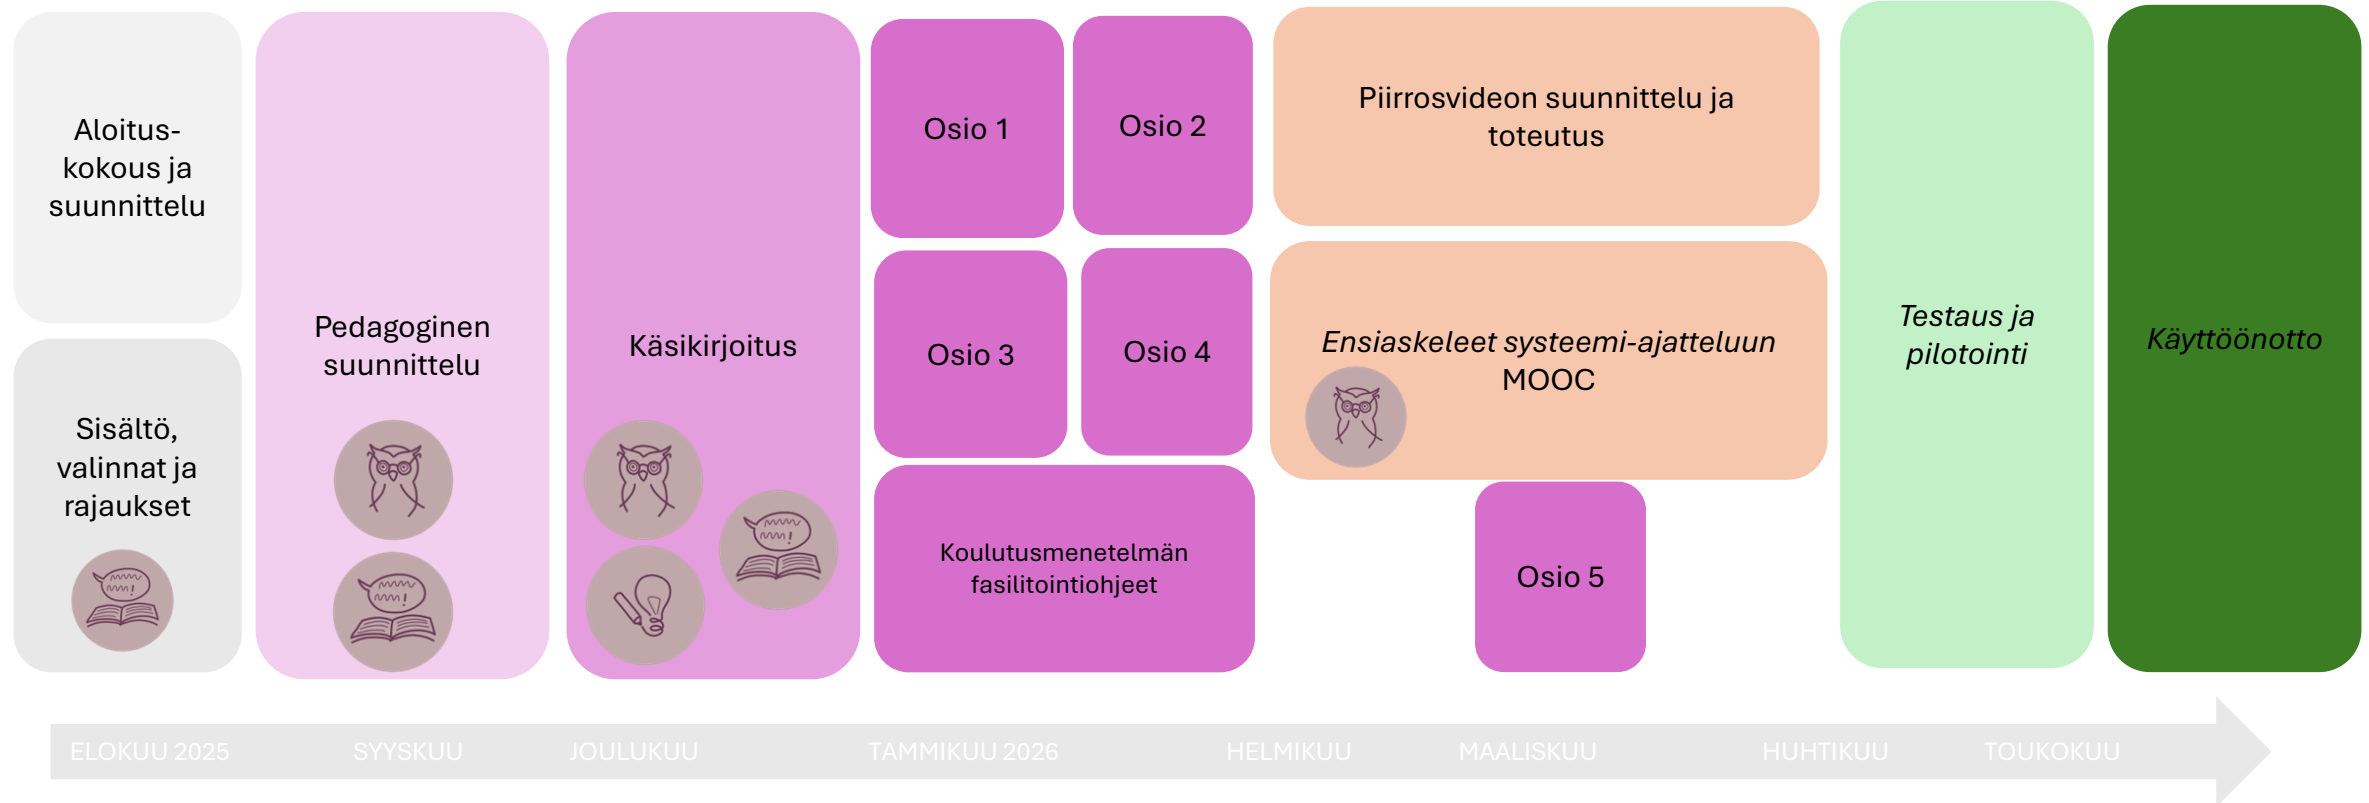 Aloitus-
kokous ja
suunnittelu
Sisältö,
valinnat ja
rajaukset
Pedagoginen
suunnittelu
Käsikirjoitus
Osio 1
Osio 2
Osio 3
Osio 4
Koulutusmenetelmän
fasilitointiohjeet
Piirrosvideon suunnittelu ja
toteutus
Ensiaskeleet systeemi-ajatteluun
MOOC
Osio 5
Testaus ja
pilotointi
Käyttöönotto
ELOKUU 2025
SYYSKUU
JOULUKUU
TAMMIKUU 2026
HELMIKUU
MAALISKUU
HUHTIKUU
TOUKOKUU